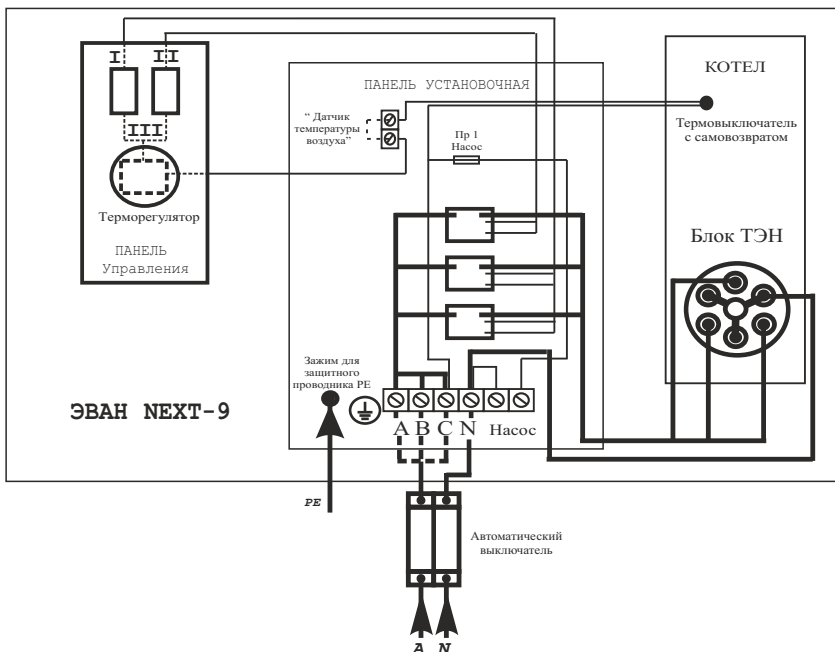 I II
III
Терморегулятор
ПАНЕЛЬ
Управления
ПАНЕЛЬ УСТАНОВОЧНАЯ
“ Датчик
температуры
воздуха”
Пр 1
Насос
КОТЕЛ
Термовыключатель
с самовозвратом
Блок ТЭН
Зажим для
защитного
проводника РЕ
ЭВАН NEXT-9
A B C N Насос
PE
Автоматический
выключатель
A N